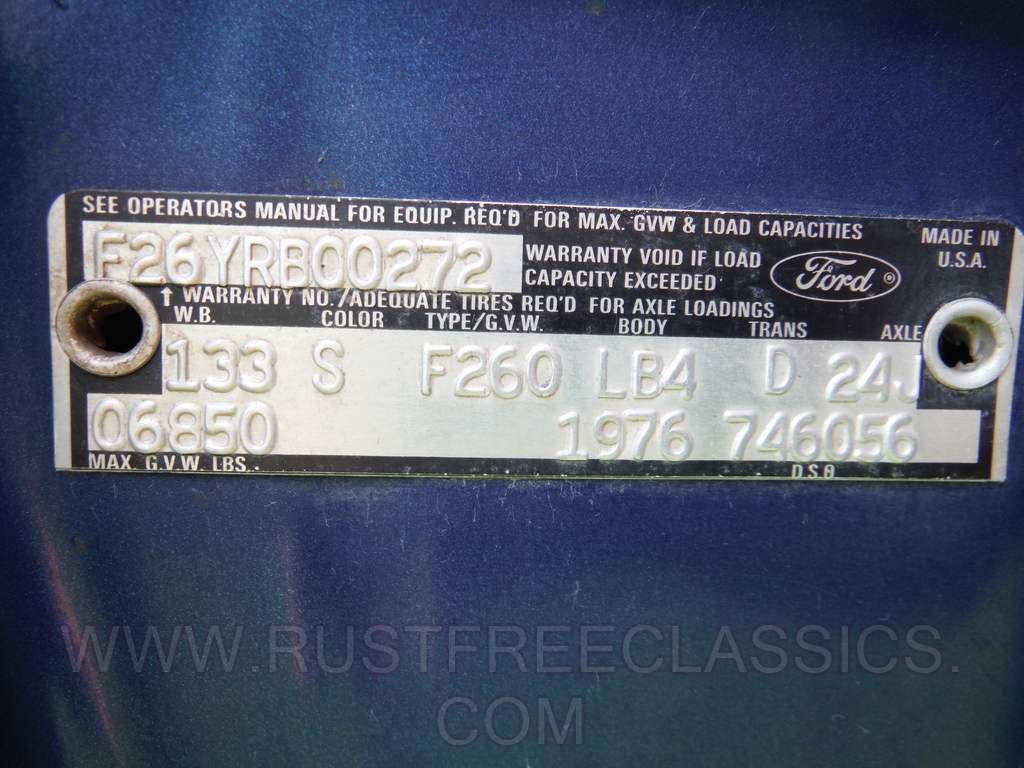 SEE OPERATORS MANUAL FOR EQUIP. REQ'D FOR MAX. GVW & LOAD CAPACITIES
F26YRB00272
WARRANTY VOID IF LOAD
CAPACITY EXCEEDED
Ford ®
MADE IN
U.S.A.
↑ WARRANTY NO./ADEQUATE TIRES REQ'D FOR AXLE LOADINGS
W.B. COLOR TYPE/G.V.W. BODY TRANS AXLE
133 S F260 LB4 D 24J
06850 1976 746056
MAX. G.V.W. LBS. D.S.O.
WWW.RUSTFREECLASSICS.
COM